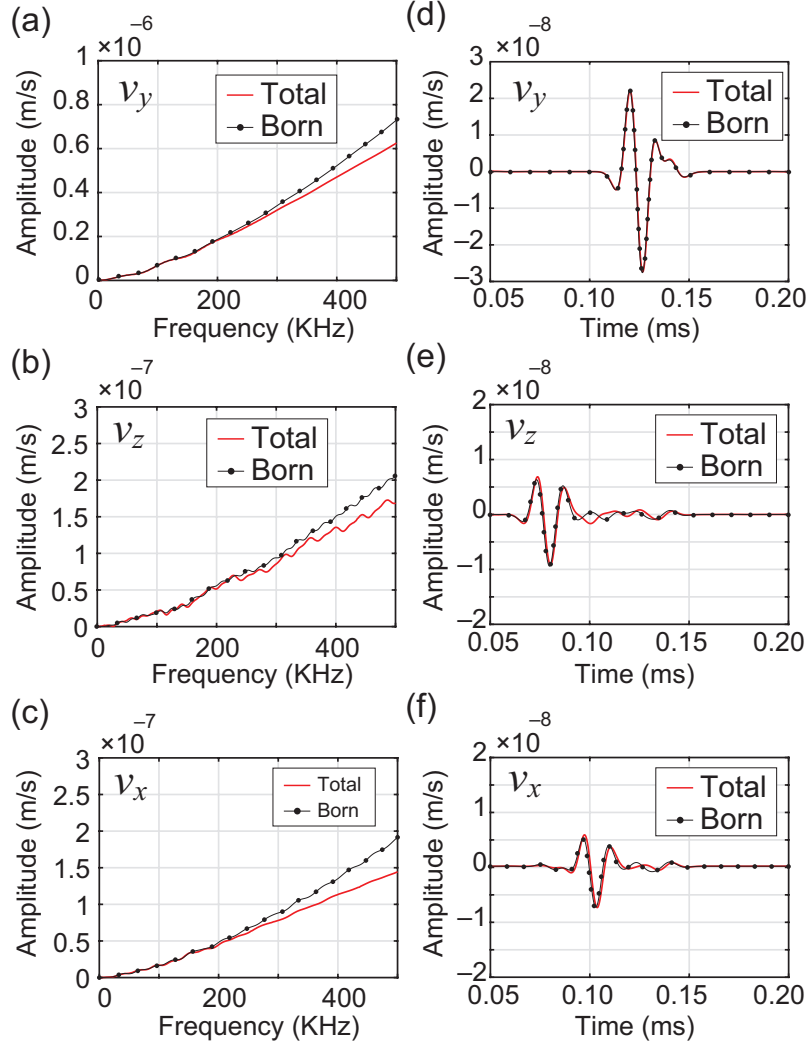 (a)
×10⁻⁶
1
0.8
0.6
0.4
0.2
0
Amplitude (m/s)
v_y
Total
Born
0
200
400
Frequency (KHz)
(d)
×10⁻⁸
3
2
1
0
−1
−2
−3
Amplitude (m/s)
v_y
Total
Born
0.05
0.10
0.15
0.20
Time (ms)
(b)
×10⁻⁷
3
2.5
2
1.5
1
0.5
0
Amplitude (m/s)
v_z
Total
Born
0
200
400
Frequency (KHz)
(e)
×10⁻⁸
2
1
0
−1
−2
Amplitude (m/s)
v_z
Total
Born
0.05
0.10
0.15
0.20
Time (ms)
(c)
×10⁻⁷
3
2.5
2
1.5
1
0.5
0
Amplitude (m/s)
v_x
Total
Born
0
200
400
Frequency (KHz)
(f)
×10⁻⁸
2
1
0
−1
−2
Amplitude (m/s)
v_x
Total
Born
0.05
0.10
0.15
0.20
Time (ms)